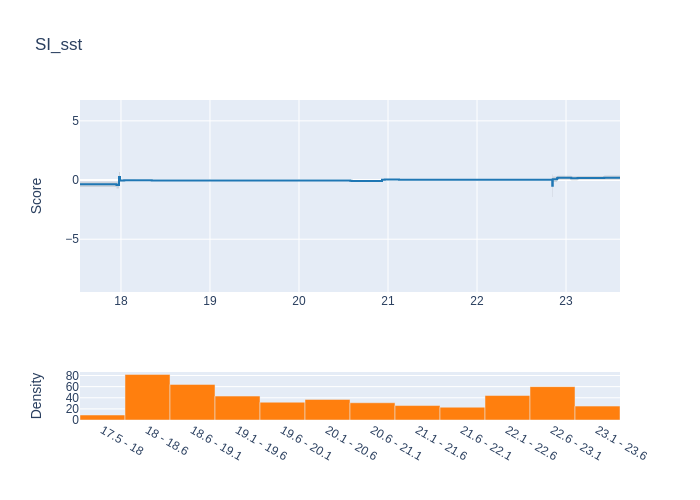 SI_sst
Score
5
0
−5
18 19 20 21 22 23
Density
80
60
40
20
0
17.5 - 18
18 - 18.6
18.6 - 19.1
19.1 - 19.6
19.6 - 20.1
20.1 - 20.6
20.6 - 21.1
21.1 - 21.6
21.6 - 22.1
22.1 - 22.6
22.6 - 23.1
23.1 - 23.6